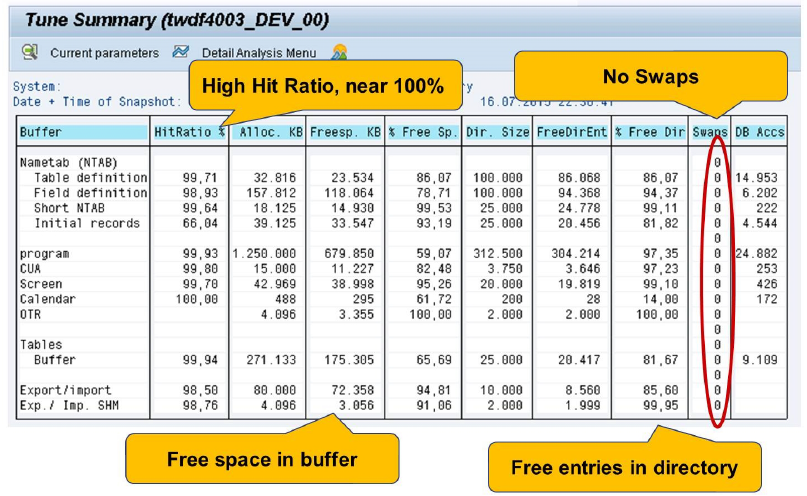 Tune Summary (twdf4003_DEV_00)
Current parameters Detail Analysis Menu
High Hit Ratio, near 100%
No Swaps
System:
Date + Time of Snapshot: 16.07.2015 22:30:41
Buffer HitRatio % Alloc. KB Freesp. KB % Free Sp. Dir. Size FreeDirEnt % Free Dir Swaps DB Accs
Nametab (NTAB) 0
Table definition 99,71 32.816 23.534 86,07 100.000 86.068 86,07 0 14.953
Field definition 98,93 157.812 118.064 78,71 100.000 94.368 94,37 0 6.202
Short NTAB 99,64 18.125 14.930 99,53 25.000 24.778 99,11 0 222
Initial records 66,04 39.125 33.547 93,19 25.000 20.456 81,82 0 4.544
0
program 99,93 1.250.000 679.850 59,07 312.500 304.214 97,35 0 24.882
CUA 99,80 15.000 11.227 82,48 3.750 3.646 97,23 0 253
Screen 99,70 42.969 38.998 95,26 20.000 19.819 99,10 0 426
Calendar 100,00 488 295 61,72 200 28 14,00 0 172
OTR 4.096 3.355 100,00 2.000 2.000 100,00 0
0
Tables 0
Buffer 99,94 271.133 175.305 65,69 25.000 20.417 81,67 0 9.109
0
Export/import 98,50 80.000 72.358 94,81 10.000 8.560 85,60 0
Exp./ Imp. SHM 98,76 4.096 3.056 91,06 2.000 1.999 99,95 0
Free space in buffer
Free entries in directory